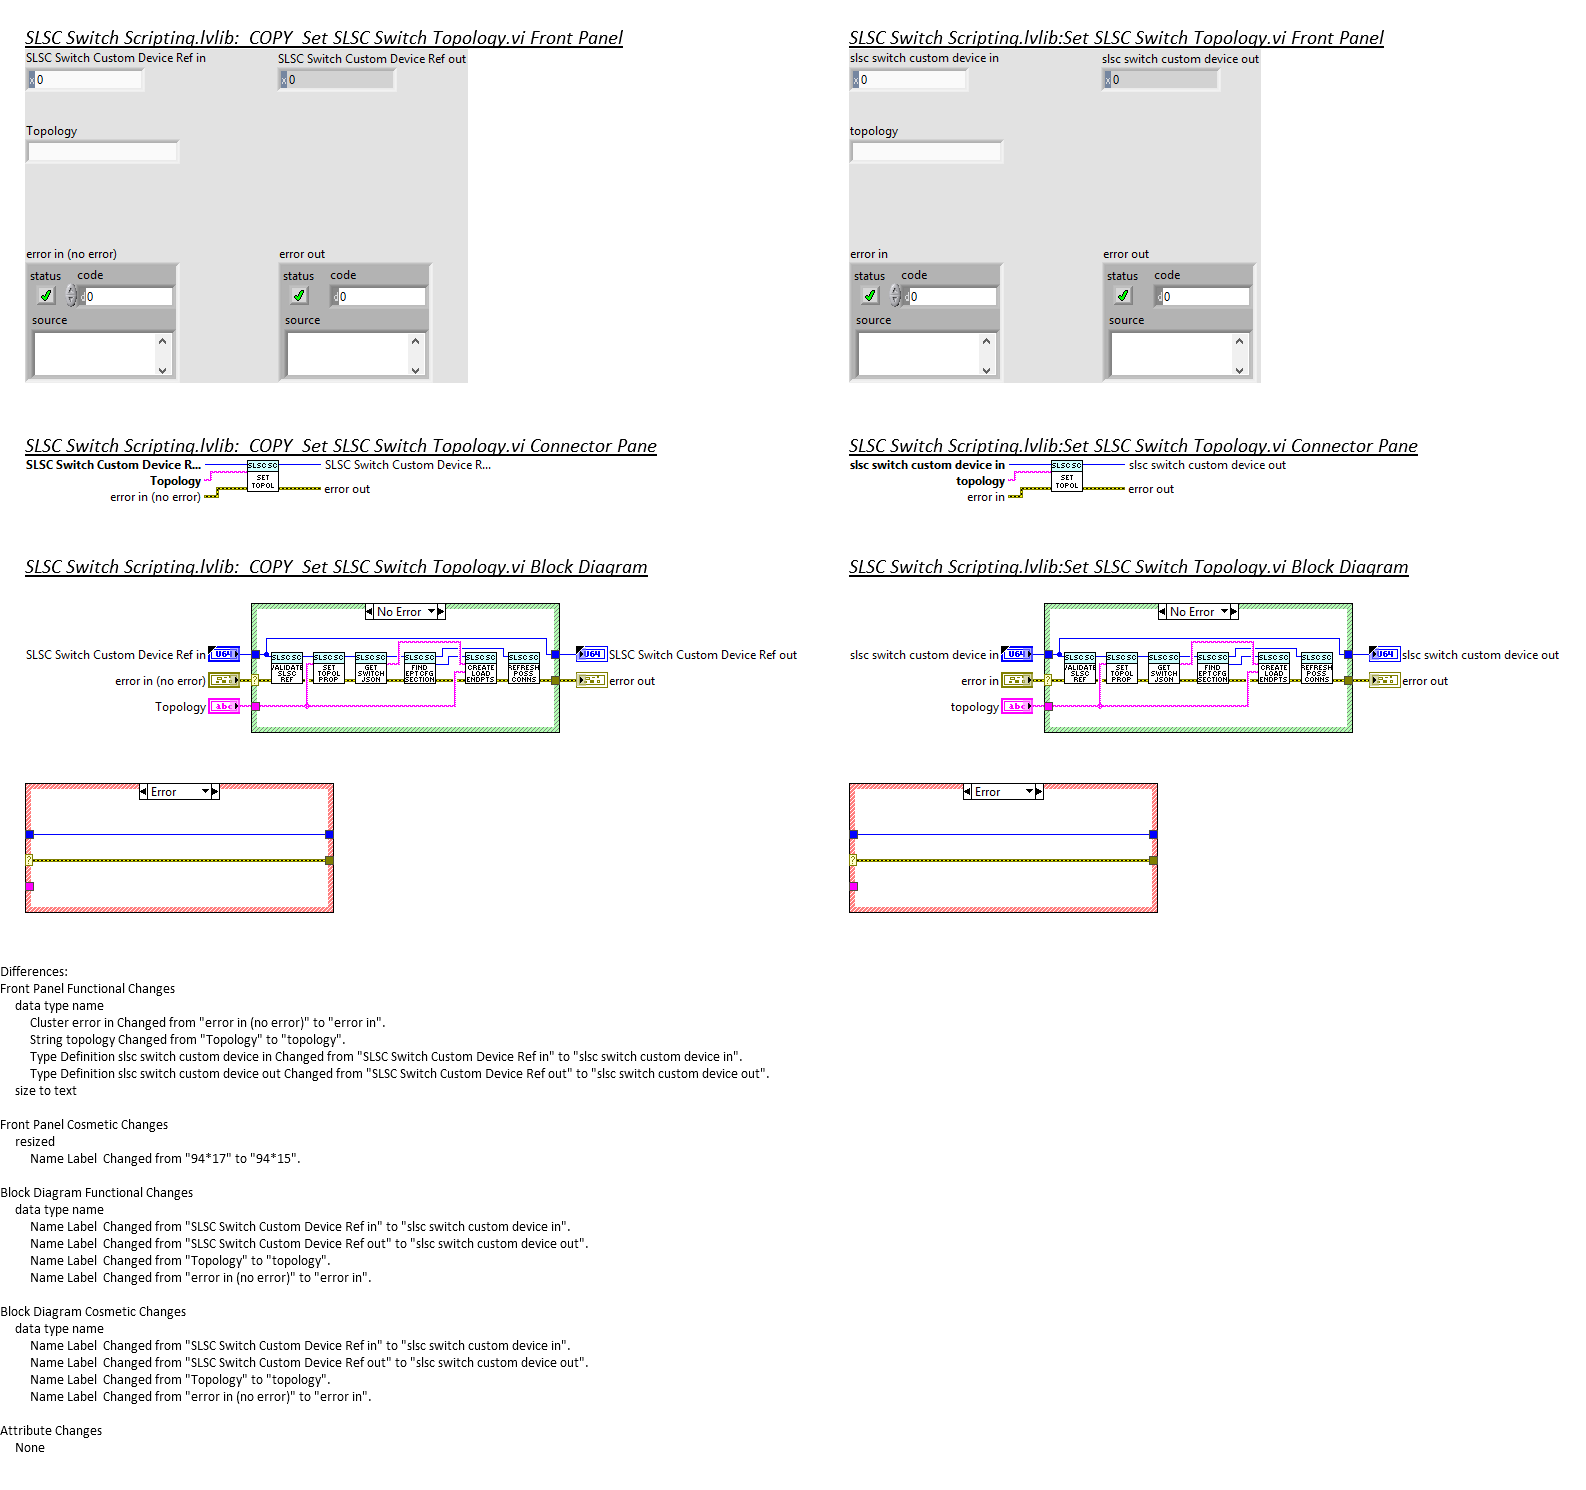 SLSC Switch Scripting.lvlib:  COPY  Set SLSC Switch Topology.vi Front Panel
SLSC Switch Custom Device Ref in
SLSC Switch Custom Device Ref out
x 0
x 0
Topology
error in (no error)
error out
status code
status code
d 0
d 0
source
source
SLSC Switch Scripting.lvlib:Set SLSC Switch Topology.vi Front Panel
slsc switch custom device in
slsc switch custom device out
x 0
x 0
topology
error in
error out
status code
status code
d 0
d 0
source
source
SLSC Switch Scripting.lvlib:  COPY  Set SLSC Switch Topology.vi Connector Pane
SLSC Switch Custom Device R...
SLSC Switch Custom Device R...
Topology
error in (no error)
error out
SLSC SC
SET
TOPOL
SLSC Switch Scripting.lvlib:Set SLSC Switch Topology.vi Connector Pane
slsc switch custom device in
slsc switch custom device out
topology
error in
error out
SLSC SC
SET
TOPOL
SLSC Switch Scripting.lvlib:  COPY  Set SLSC Switch Topology.vi Block Diagram
No Error
SLSC Switch Custom Device Ref in
U64
error in (no error)
Topology
abc
?
SLSC SC
VALIDATE
SLSC
REF
SLSC SC
SET
TOPOL
PROP
SLSC SC
GET
SWITCH
JSON
SLSC SC
FIND
EPTCFG
SECTION
SLSC SC
CREATE
LOAD
ENDPTS
SLSC SC
REFRESH
POSS
CONNS
U64
SLSC Switch Custom Device Ref out
error out
Error
?
SLSC Switch Scripting.lvlib:Set SLSC Switch Topology.vi Block Diagram
No Error
slsc switch custom device in
U64
error in
topology
abc
?
SLSC SC
VALIDATE
SLSC
REF
SLSC SC
SET
TOPOL
PROP
SLSC SC
GET
SWITCH
JSON
SLSC SC
FIND
EPTCFG
SECTION
SLSC SC
CREATE
LOAD
ENDPTS
SLSC SC
REFRESH
POSS
CONNS
U64
slsc switch custom device out
error out
Error
?
Differences:
Front Panel Functional Changes
data type name
Cluster error in Changed from "error in (no error)" to "error in".
String topology Changed from "Topology" to "topology".
Type Definition slsc switch custom device in Changed from "SLSC Switch Custom Device Ref in" to "slsc switch custom device in".
Type Definition slsc switch custom device out Changed from "SLSC Switch Custom Device Ref out" to "slsc switch custom device out".
size to text
Front Panel Cosmetic Changes
resized
Name Label  Changed from "94*17" to "94*15".
Block Diagram Functional Changes
data type name
Name Label  Changed from "SLSC Switch Custom Device Ref in" to "slsc switch custom device in".
Name Label  Changed from "SLSC Switch Custom Device Ref out" to "slsc switch custom device out".
Name Label  Changed from "Topology" to "topology".
Name Label  Changed from "error in (no error)" to "error in".
Block Diagram Cosmetic Changes
data type name
Name Label  Changed from "SLSC Switch Custom Device Ref in" to "slsc switch custom device in".
Name Label  Changed from "SLSC Switch Custom Device Ref out" to "slsc switch custom device out".
Name Label  Changed from "Topology" to "topology".
Name Label  Changed from "error in (no error)" to "error in".
Attribute Changes
None